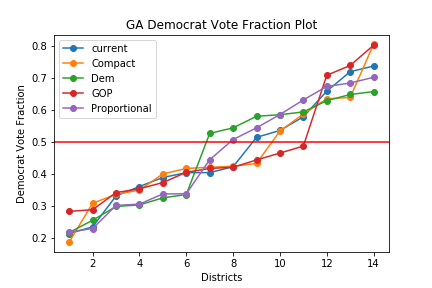 GA Democrat Vote Fraction Plot
0.8
0.7
0.6
0.5
0.4
0.3
0.2
Democrat Vote Fraction
current
Compact
Dem
GOP
Proportional
2 4 6 8 10 12 14
Districts